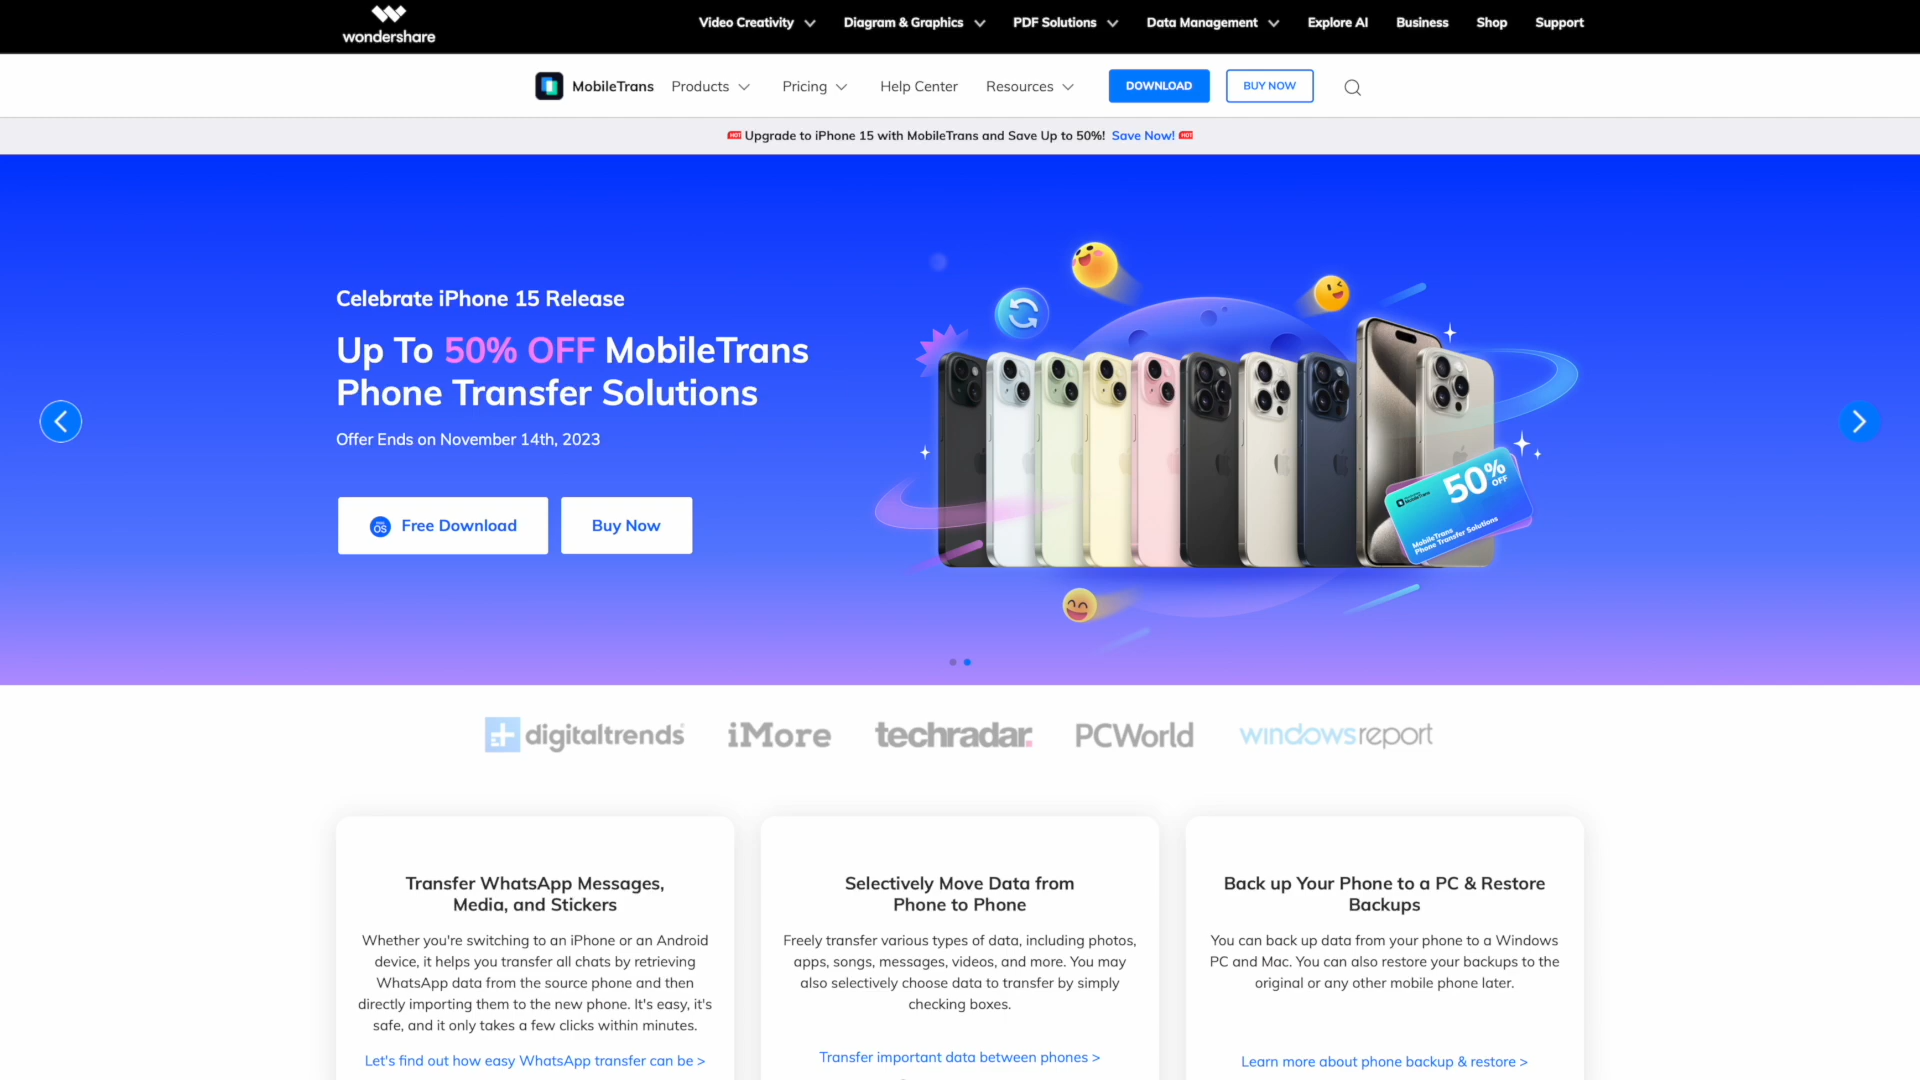 wondershare
Video Creativity
Diagram & Graphics
PDF Solutions
Data Management
Explore AI
Business
Shop
Support
MobileTrans
Products
Pricing
Help Center
Resources
DOWNLOAD
BUY NOW
HOT Upgrade to iPhone 15 with MobileTrans and Save Up to 50%! Save Now! HOT
Celebrate iPhone 15 Release
Up To 50% OFF MobileTrans
Phone Transfer Solutions
Offer Ends on November 14th, 2023
Free Download
Buy Now
MobileTrans
50% OFF
MobileTrans
Phone Transfer Solutions
digitaltrends
iMore
techradar.
PCWorld
windowsreport
Transfer WhatsApp Messages,
Media, and Stickers
Whether you're switching to an iPhone or an Android
device, it helps you transfer all chats by retrieving
WhatsApp data from the source phone and then
directly importing them to the new phone. It's easy, it's
safe, and it only takes a few clicks within minutes.
Let's find out how easy WhatsApp transfer can be >
Selectively Move Data from
Phone to Phone
Freely transfer various types of data, including photos,
apps, songs, messages, videos, and more. You may
also selectively choose data to transfer by simply
checking boxes.
Transfer important data between phones >
Back up Your Phone to a PC & Restore
Backups
You can back up data from your phone to a Windows
PC and Mac. You can also restore your backups to the
original or any other mobile phone later.
Learn more about phone backup & restore >